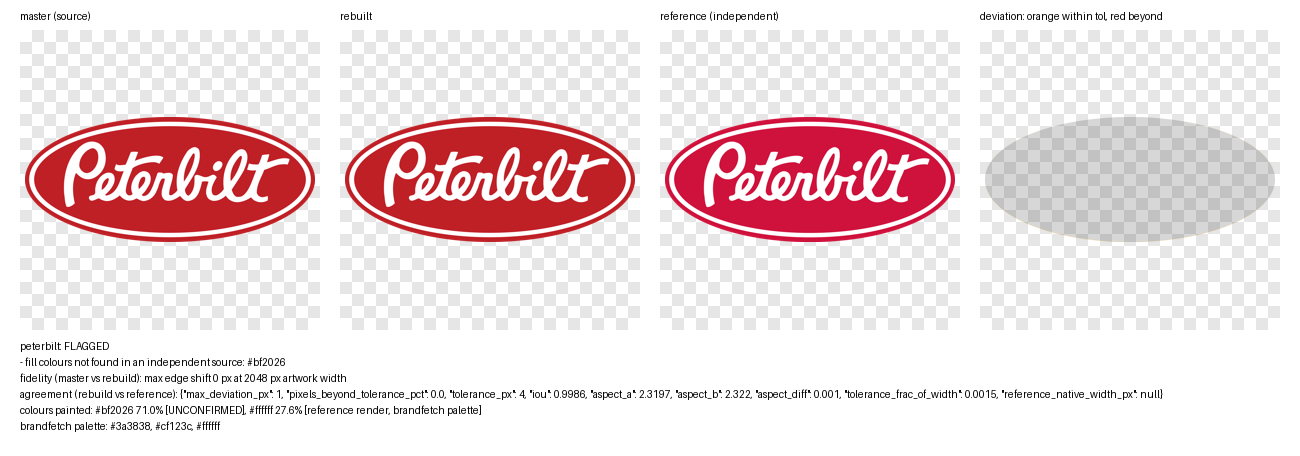 master (source)
rebuilt
reference (independent)
deviation: orange within tol, red beyond
Peterbilt
Peterbilt
Peterbilt
peterbilt: FLAGGED
- fill colours not found in an independent source: #bf2026
fidelity (master vs rebuild): max edge shift 0 px at 2048 px artwork width
agreement (rebuild vs reference): {"max_deviation_px": 1, "pixels_beyond_tolerance_pct": 0.0, "tolerance_px": 4, "iou": 0.9986, "aspect_a": 2.3197, "aspect_b": 2.322, "aspect_diff": 0.001, "tolerance_frac_of_width": 0.0015, "reference_native_width_px": null}
colours painted: #bf2026 71.0% [UNCONFIRMED], #ffffff 27.6% [reference render, brandfetch palette]
brandfetch palette: #3a3838, #cf123c, #ffffff